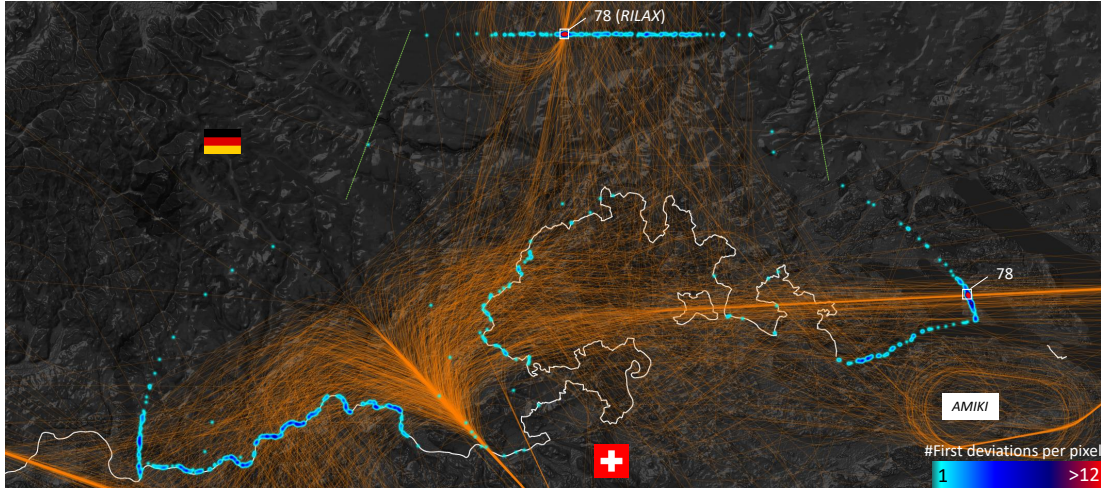 78 (RILAX)
78
AMIKI
#First deviations per pixel
1
>12